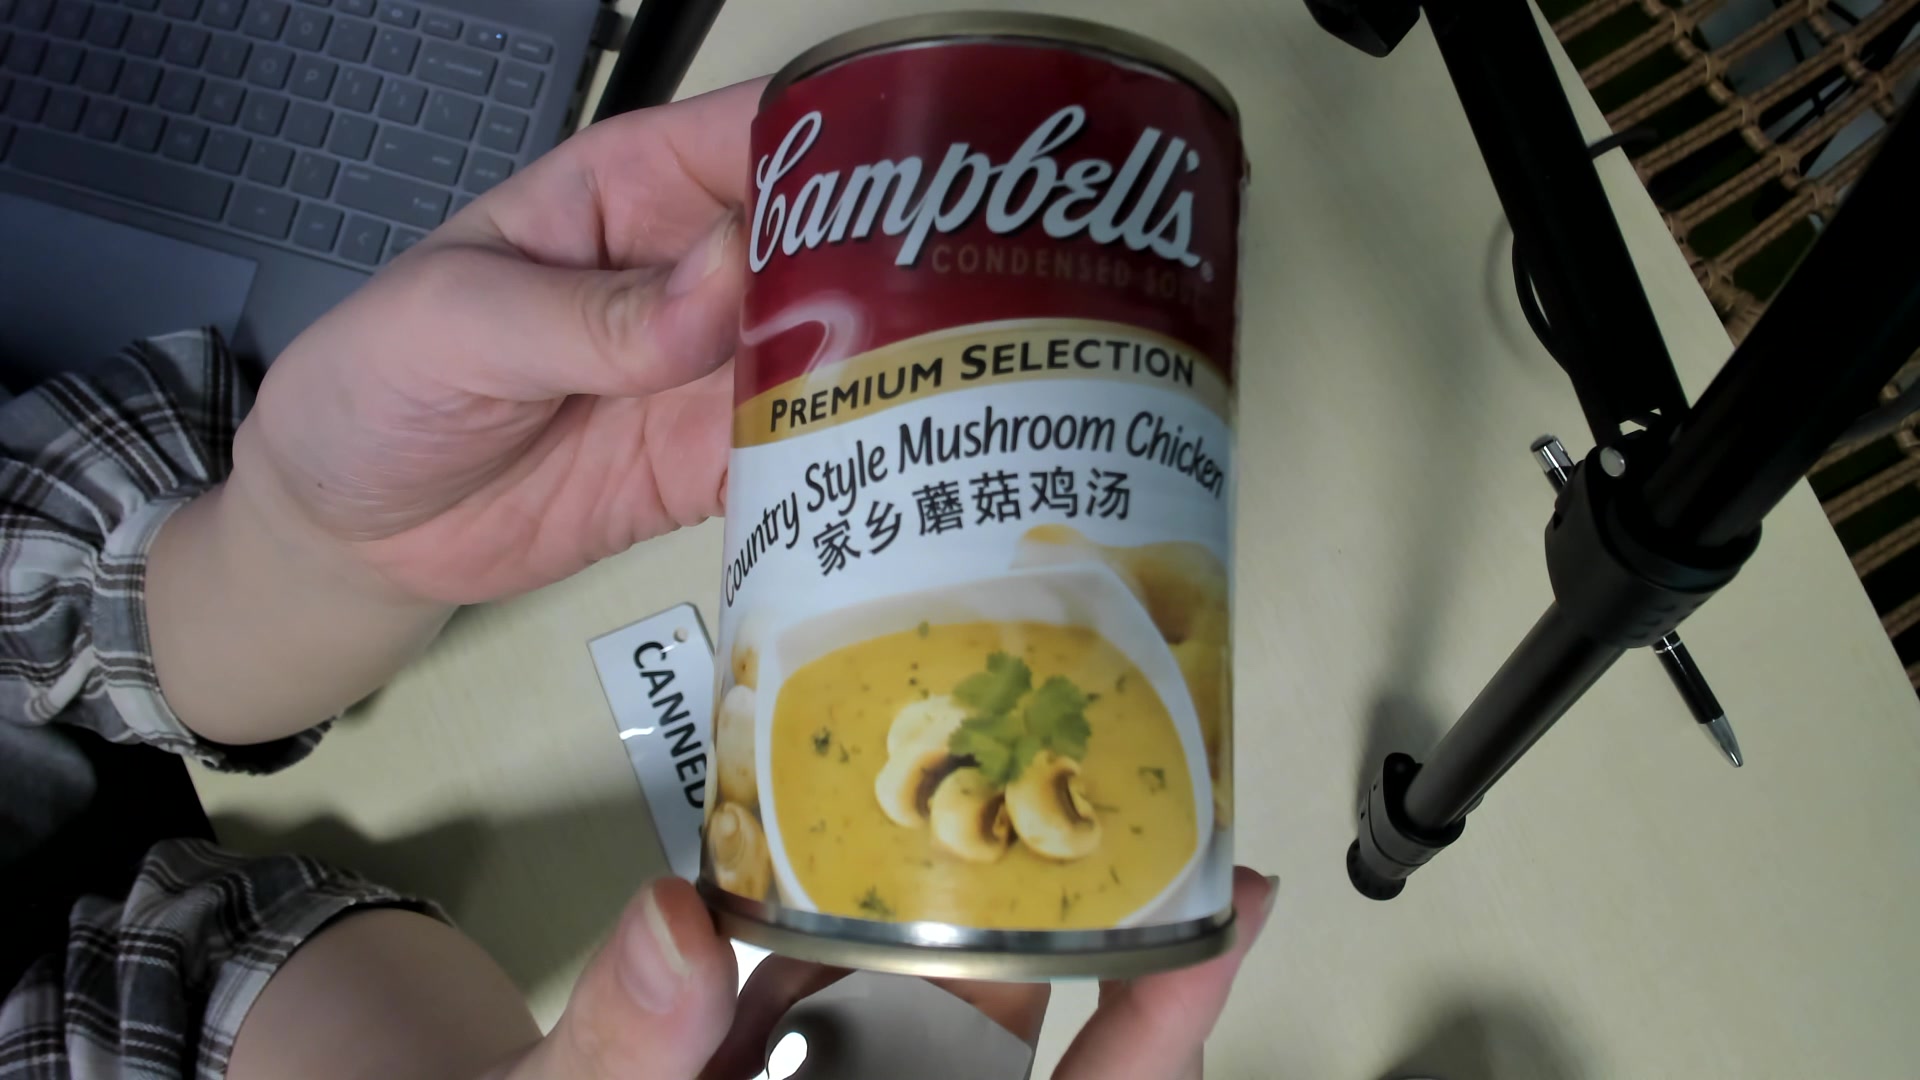 Campbell's®
CONDENSED SOUP
PREMIUM SELECTION
Country Style Mushroom Chicken
家乡蘑菇鸡汤
CANNED